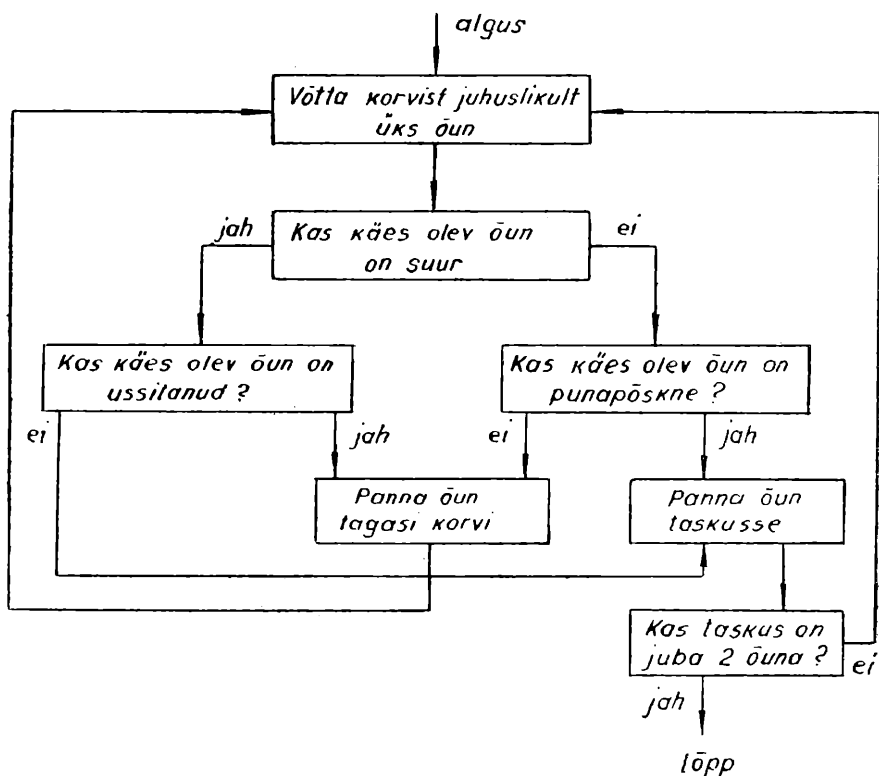 algus
Võtta korvist juhuslikult
üks õun
jah
Kas käes olev õun
on suur
ei
Kas käes olev õun on
ussitanud ?
Kas käes olev õun on
punapõskne ?
ei
jah
ei
jah
Panna õun
tagasi korvi
Panna õun
taskusse
Kas taskus on
juba 2 õuna ?
ei
jah
lõpp